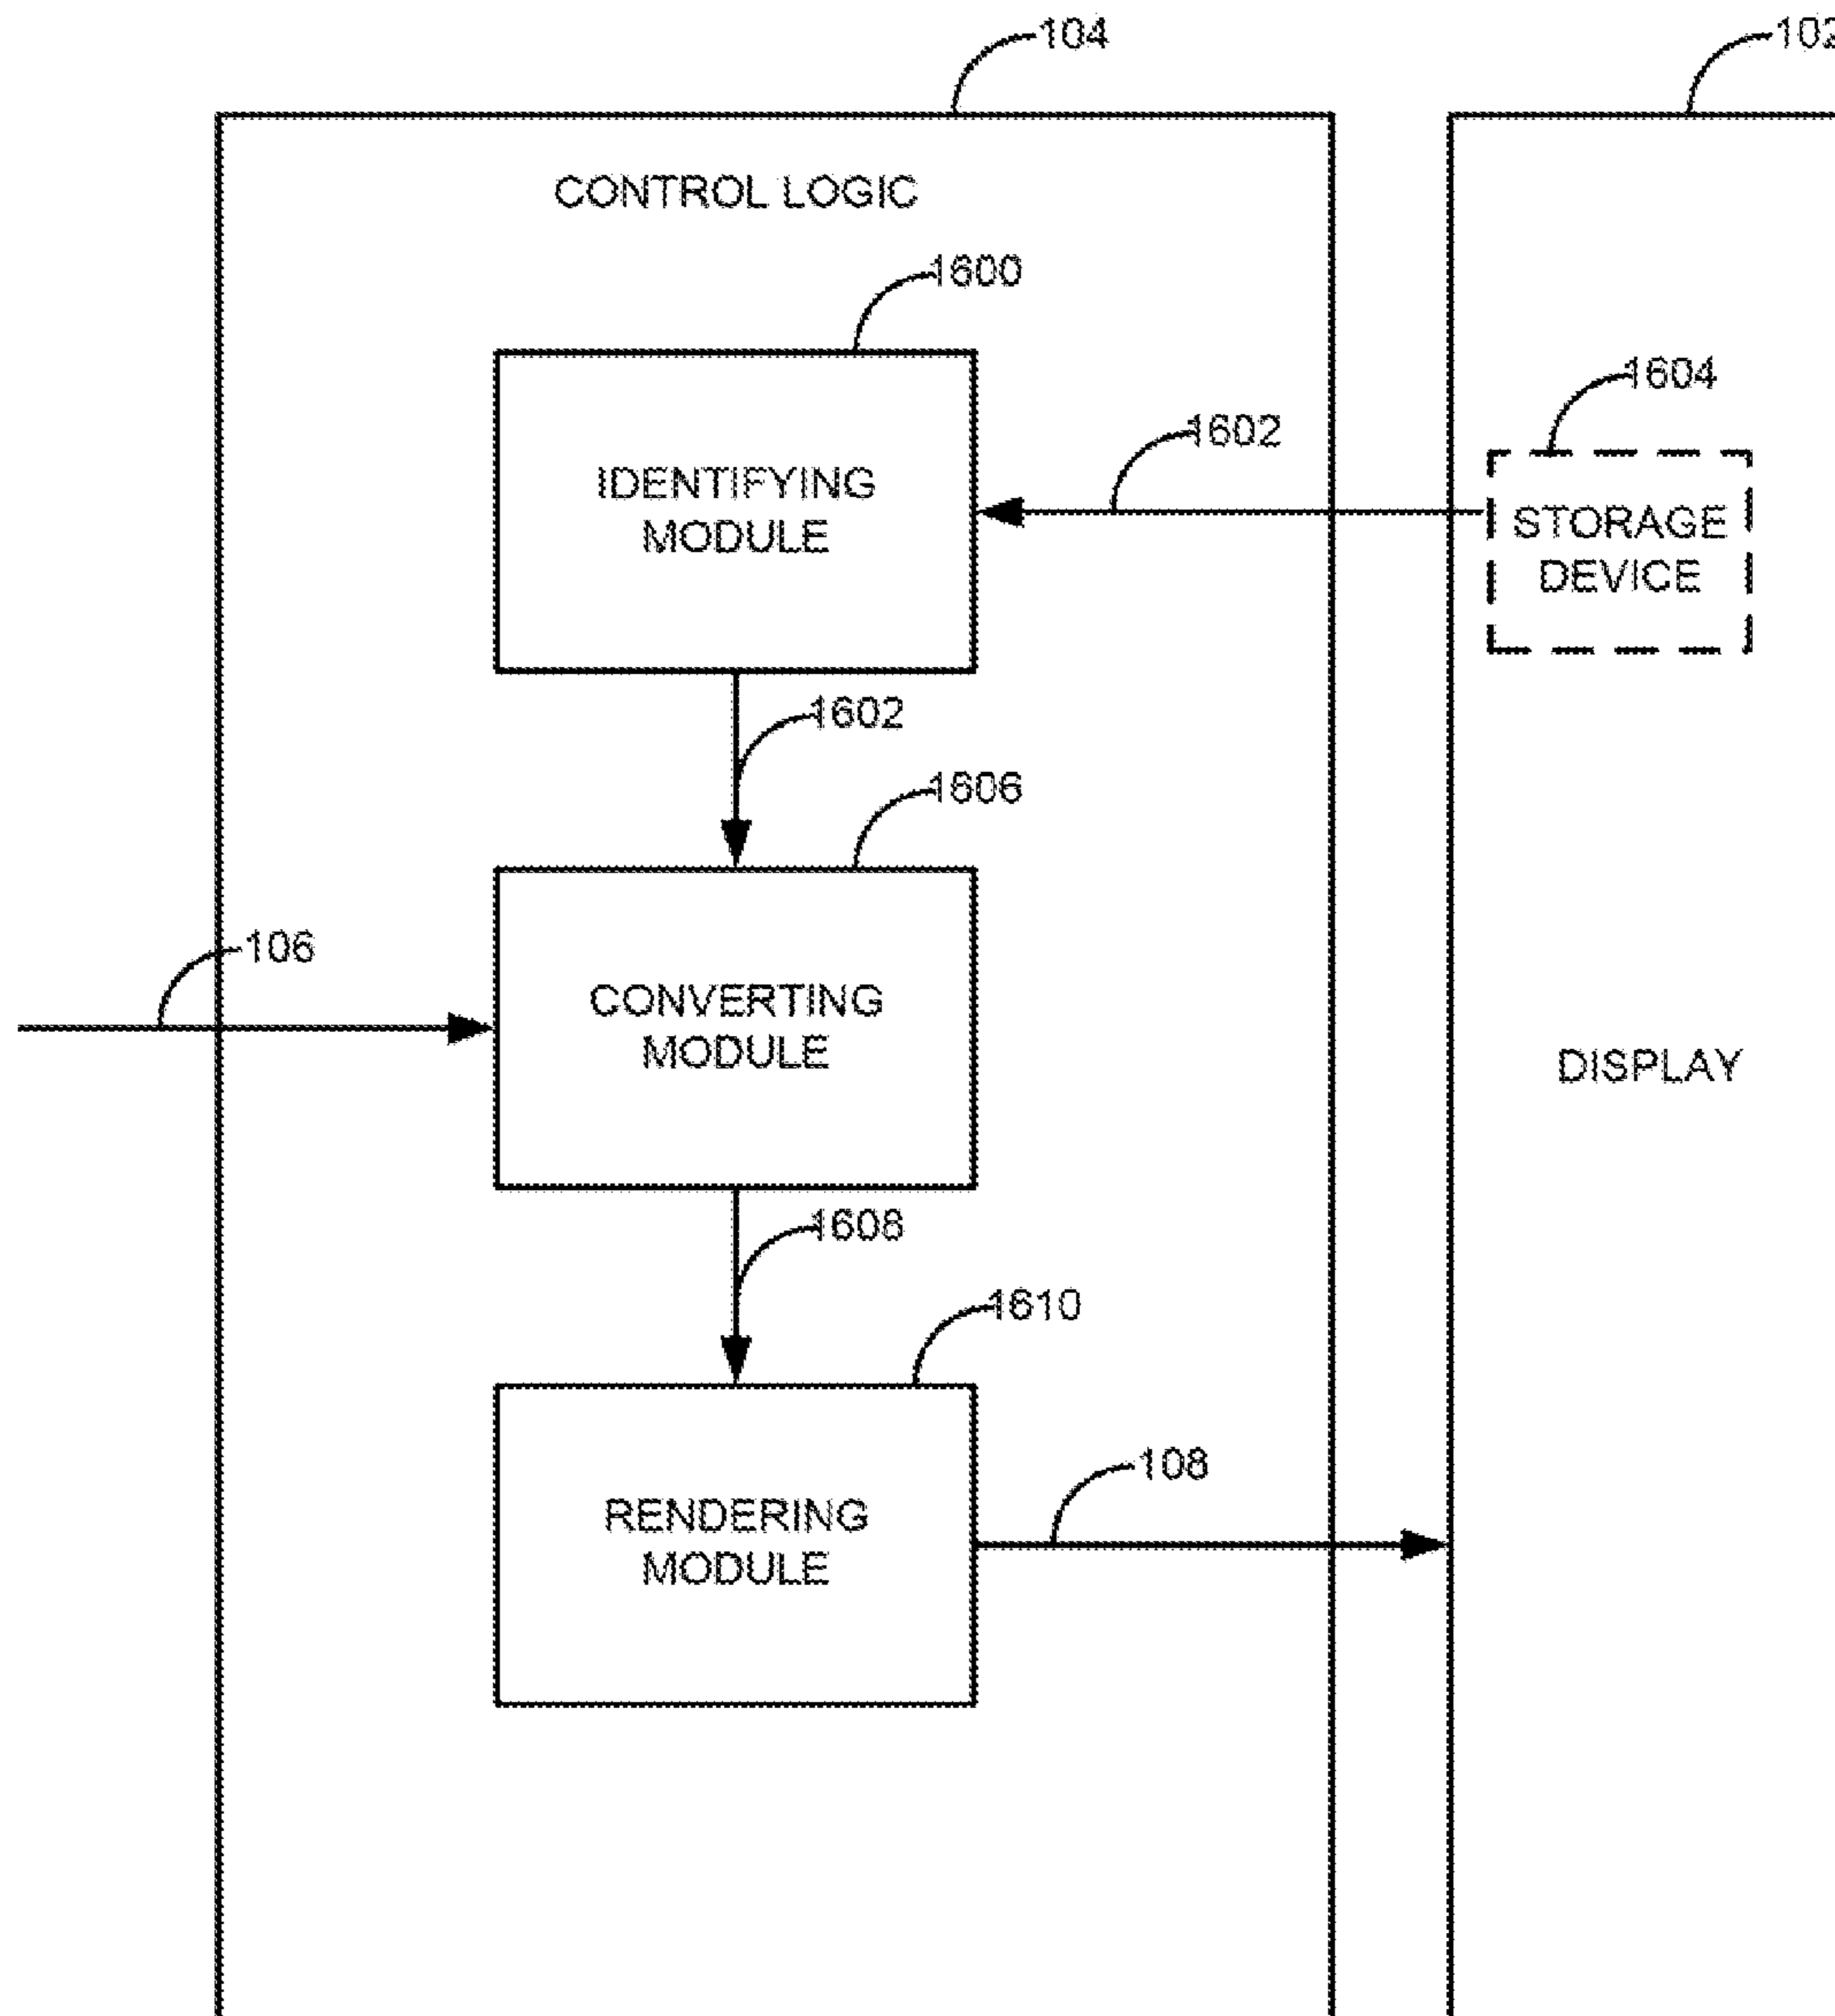 104
102
CONTROL LOGIC
1600
1604
1602
IDENTIFYING
MODULE
STORAGE
DEVICE
1602
1606
106
CONVERTING
MODULE
DISPLAY
1608
1610
108
RENDERING
MODULE